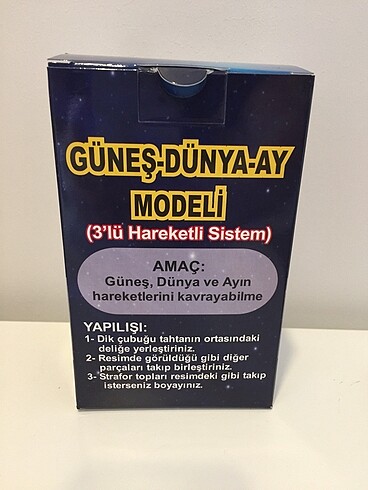 GÜNEŞ-DÜNYA-AY
MODELİ
(3'lü Hareketli Sistem)
AMAÇ:
Güneş, Dünya ve Ayın
hareketlerini kavrayabilme
YAPILIŞI:
1- Dik çubuğu tahtanın ortasındaki
deliğe yerleştiriniz.
2- Resimde görüldüğü gibi diğer
parçaları takıp birleştiriniz.
3- Strafor topları resimdeki gibi takıp
isterseniz boyayınız.